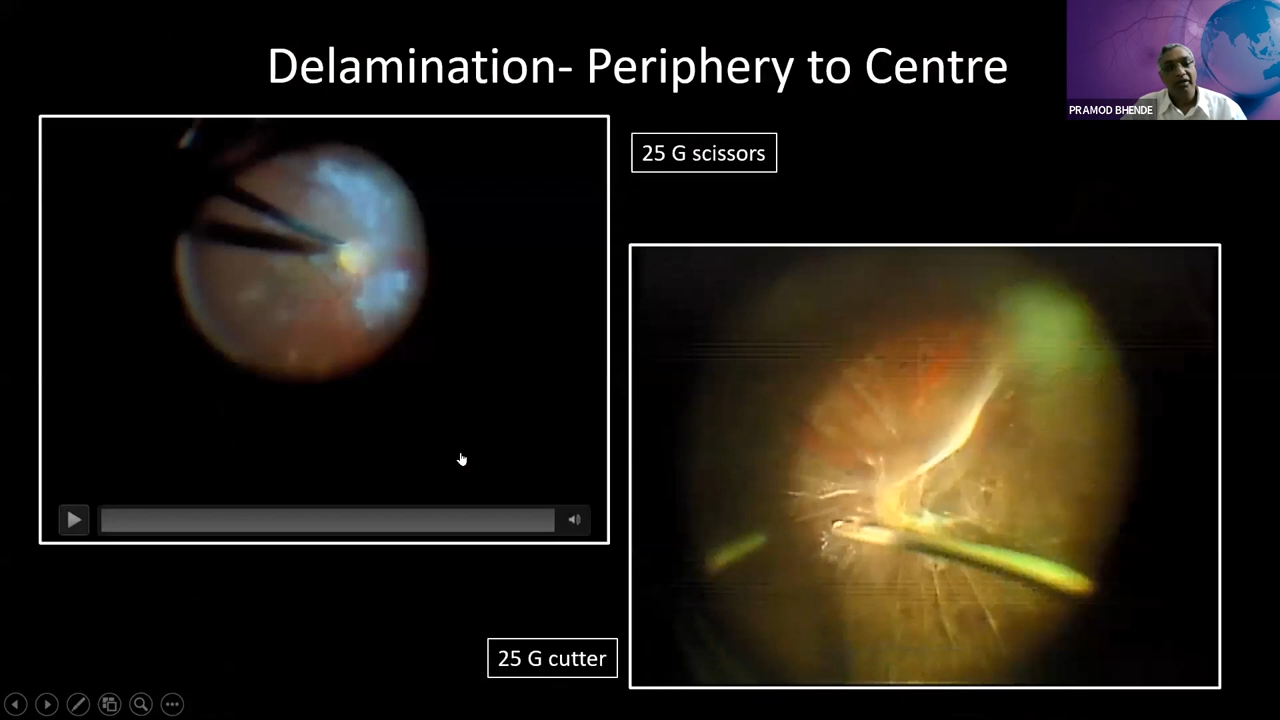 Delamination- Periphery to Centre
PRAMOD BHENDE
25 G scissors
25 G cutter